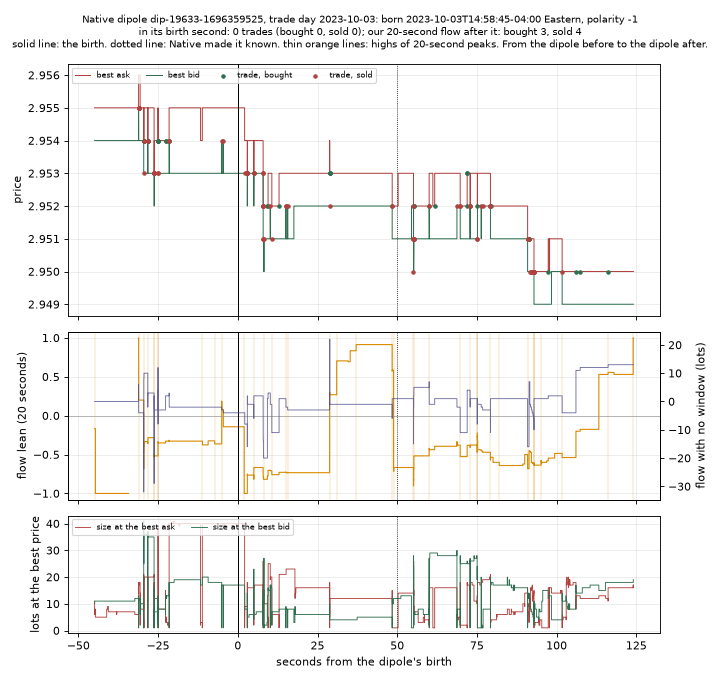 Native dipole dip-19633-1696359525, trade day 2023-10-03: born 2023-10-03T14:58:45-04:00 Eastern, polarity -1
in its birth second: 0 trades (bought 0, sold 0); our 20-second flow after it: bought 3, sold 4
solid line: the birth. dotted line: Native made it known. thin orange lines: highs of 20-second peaks. From the dipole before to the dipole after.
best ask
best bid
trade, bought
trade, sold
2.956
2.955
2.954
2.953
2.952
2.951
2.950
2.949
price
1.0
0.5
0.0
−0.5
−1.0
flow lean (20 seconds)
20
10
0
−10
−20
−30
flow with no window (lots)
size at the best ask
size at the best bid
40
30
20
10
0
lots at the best price
−50
−25
0
25
50
75
100
125
seconds from the dipole's birth